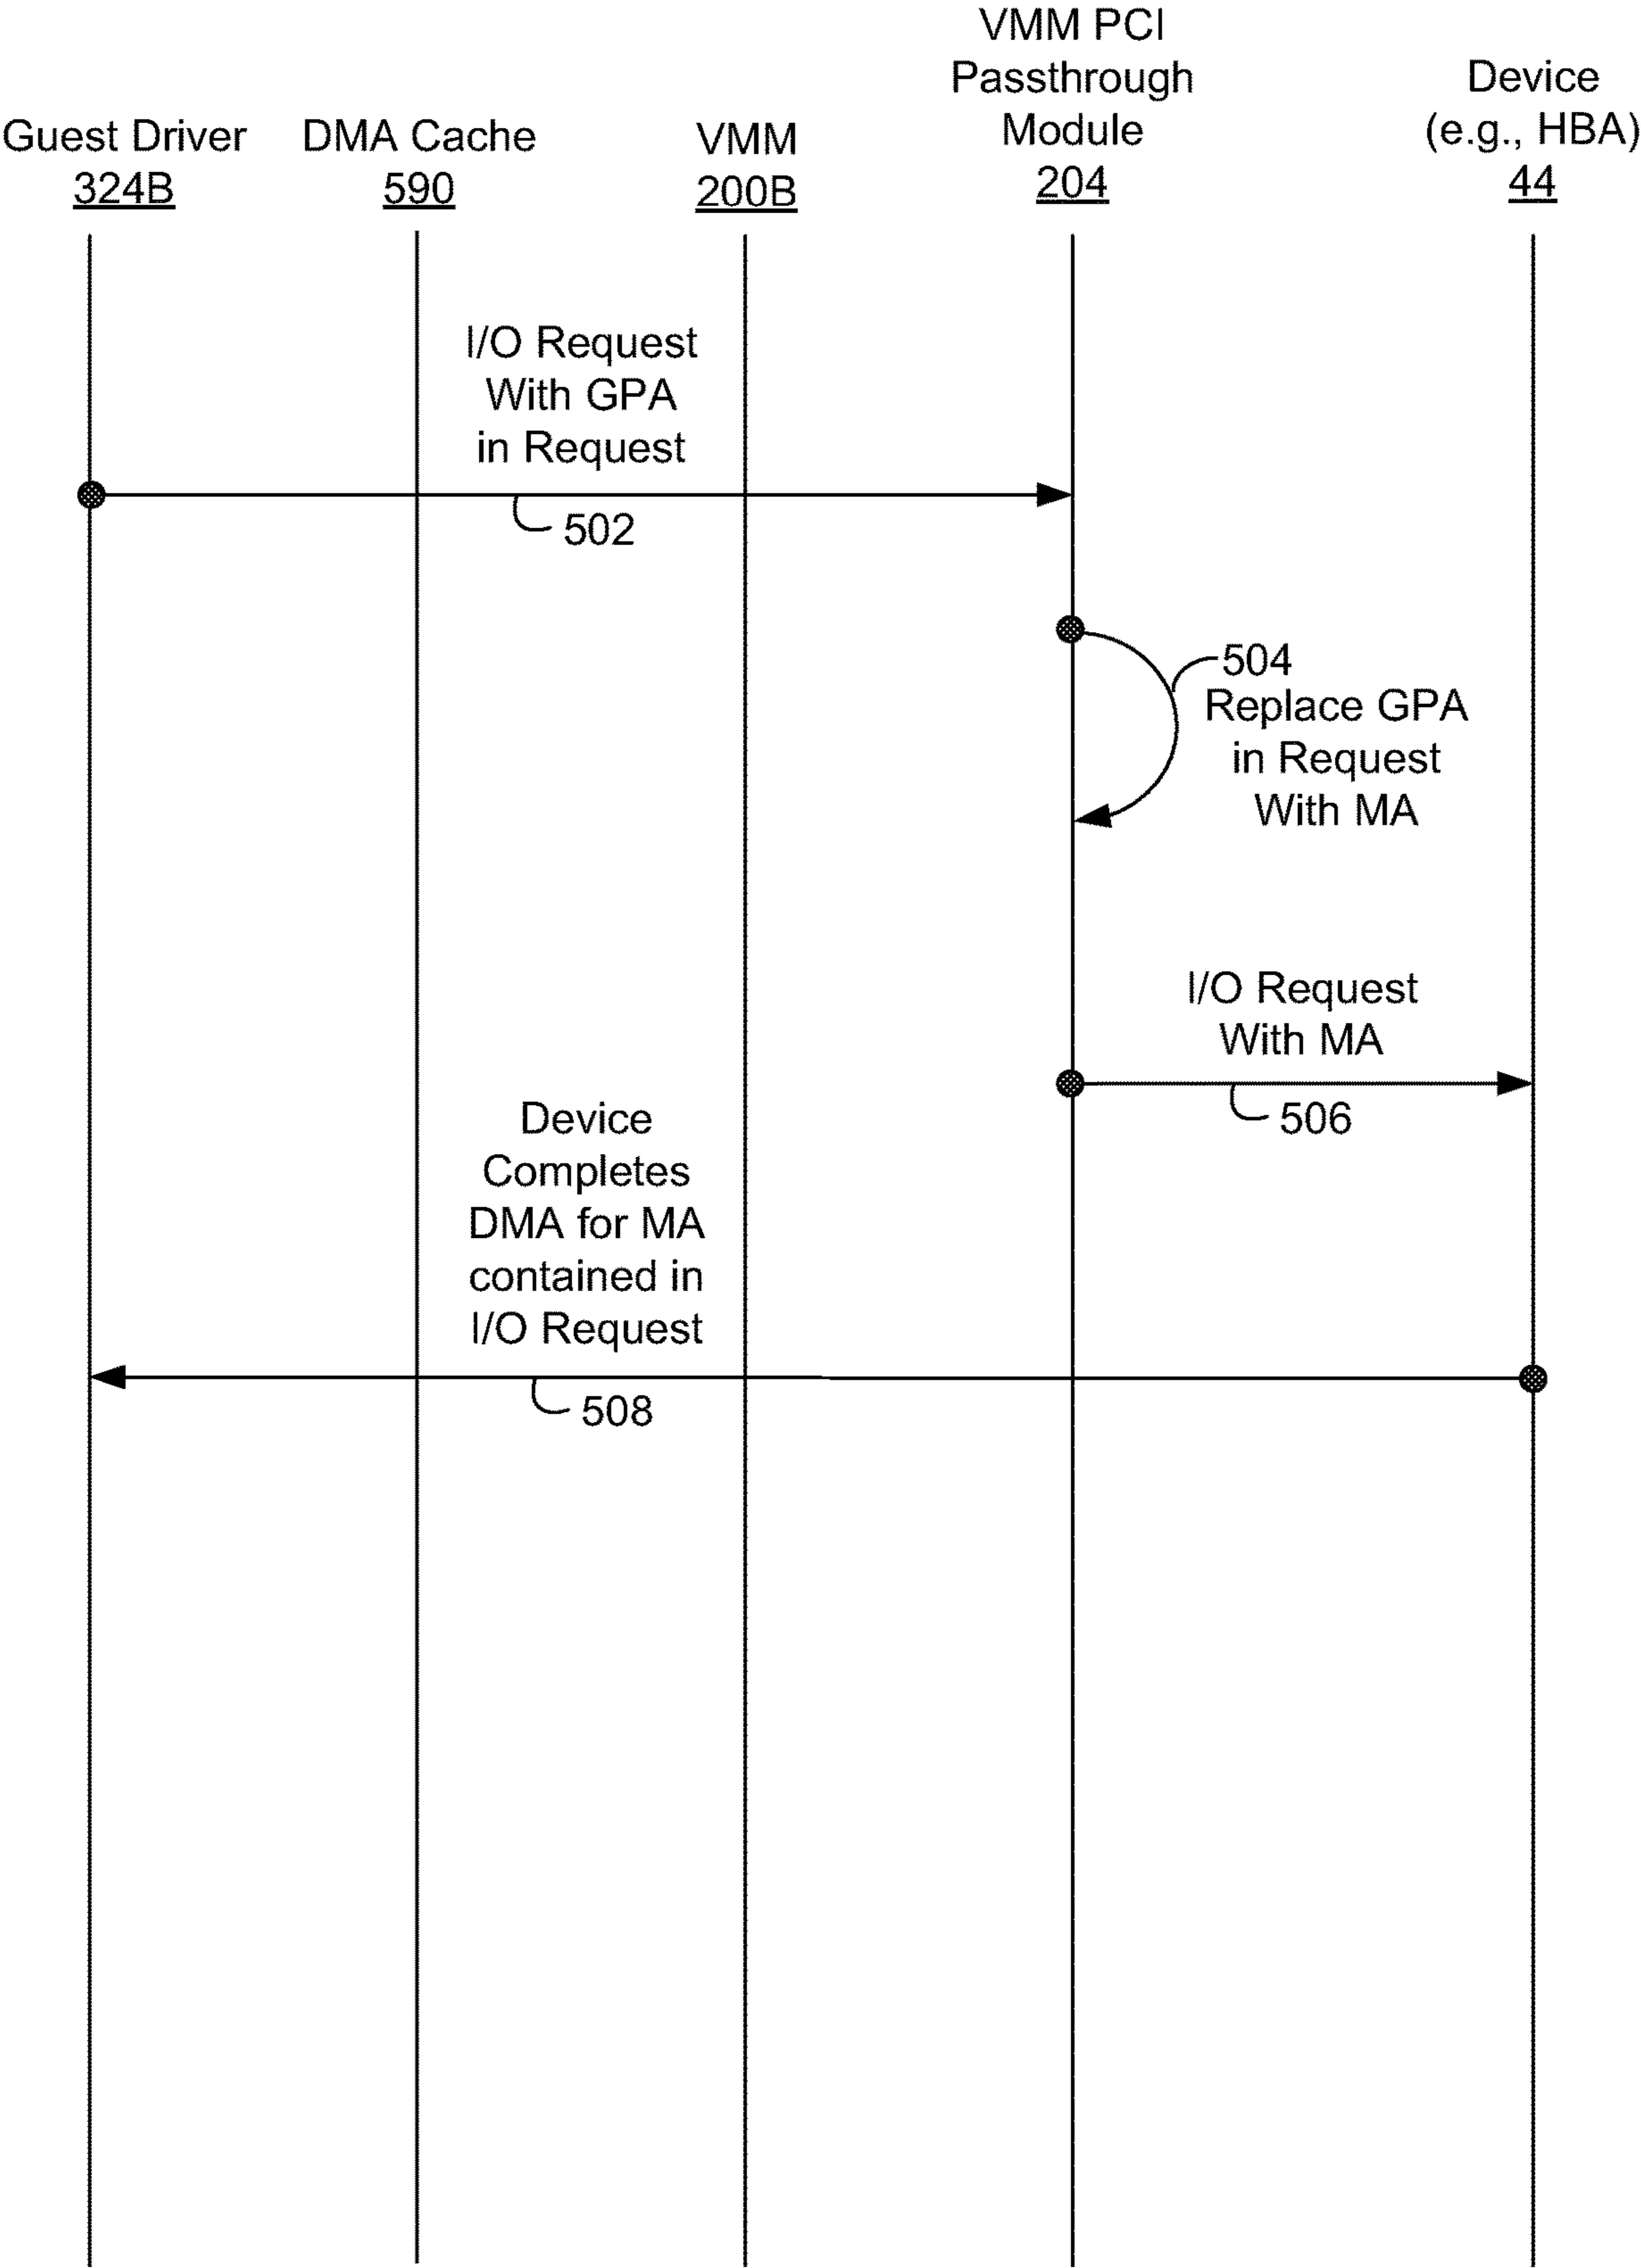 Guest Driver
324B
DMA Cache
590
VMM
200B
VMM PCI
Passthrough
Module
204
Device
(e.g., HBA)
44
I/O Request
With GPA
in Request
502
504
Replace GPA
in Request
With MA
I/O Request
With MA
506
Device
Completes
DMA for MA
contained in
I/O Request
508